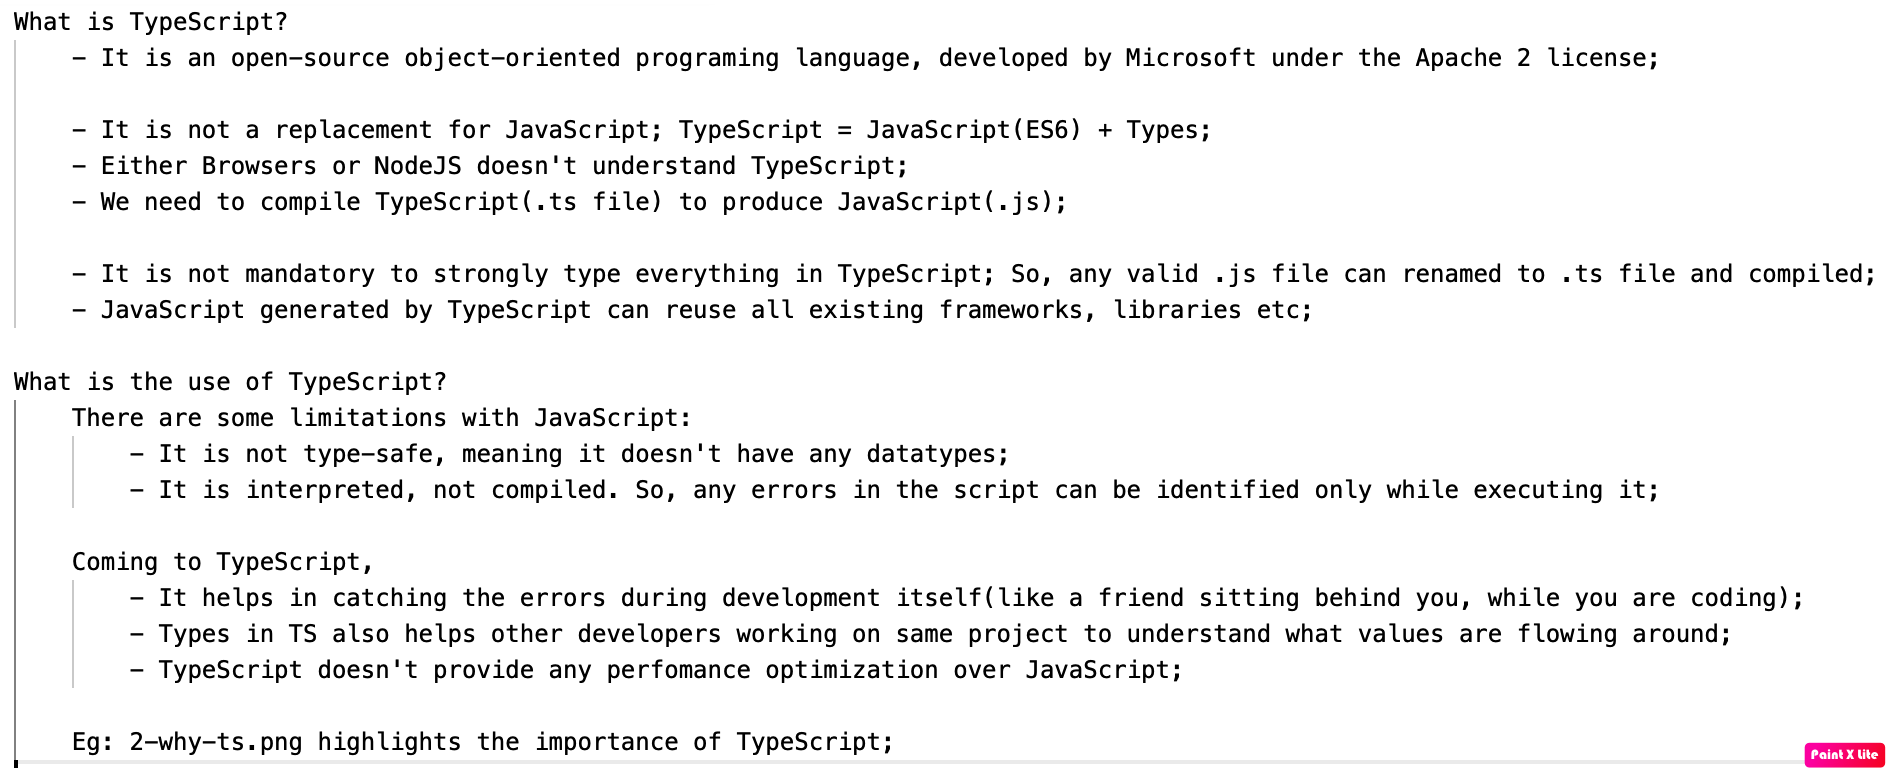 What is TypeScript?
- It is an open-source object-oriented programing language, developed by Microsoft under the Apache 2 license;
- It is not a replacement for JavaScript; TypeScript = JavaScript(ES6) + Types;
- Either Browsers or NodeJS doesn't understand TypeScript;
- We need to compile TypeScript(.ts file) to produce JavaScript(.js);
- It is not mandatory to strongly type everything in TypeScript; So, any valid .js file can renamed to .ts file and compiled;
- JavaScript generated by TypeScript can reuse all existing frameworks, libraries etc;
What is the use of TypeScript?
There are some limitations with JavaScript:
- It is not type-safe, meaning it doesn't have any datatypes;
- It is interpreted, not compiled. So, any errors in the script can be identified only while executing it;
Coming to TypeScript,
- It helps in catching the errors during development itself(like a friend sitting behind you, while you are coding);
- Types in TS also helps other developers working on same project to understand what values are flowing around;
- TypeScript doesn't provide any perfomance optimization over JavaScript;
Eg: 2-why-ts.png highlights the importance of TypeScript;
Paint X Lite